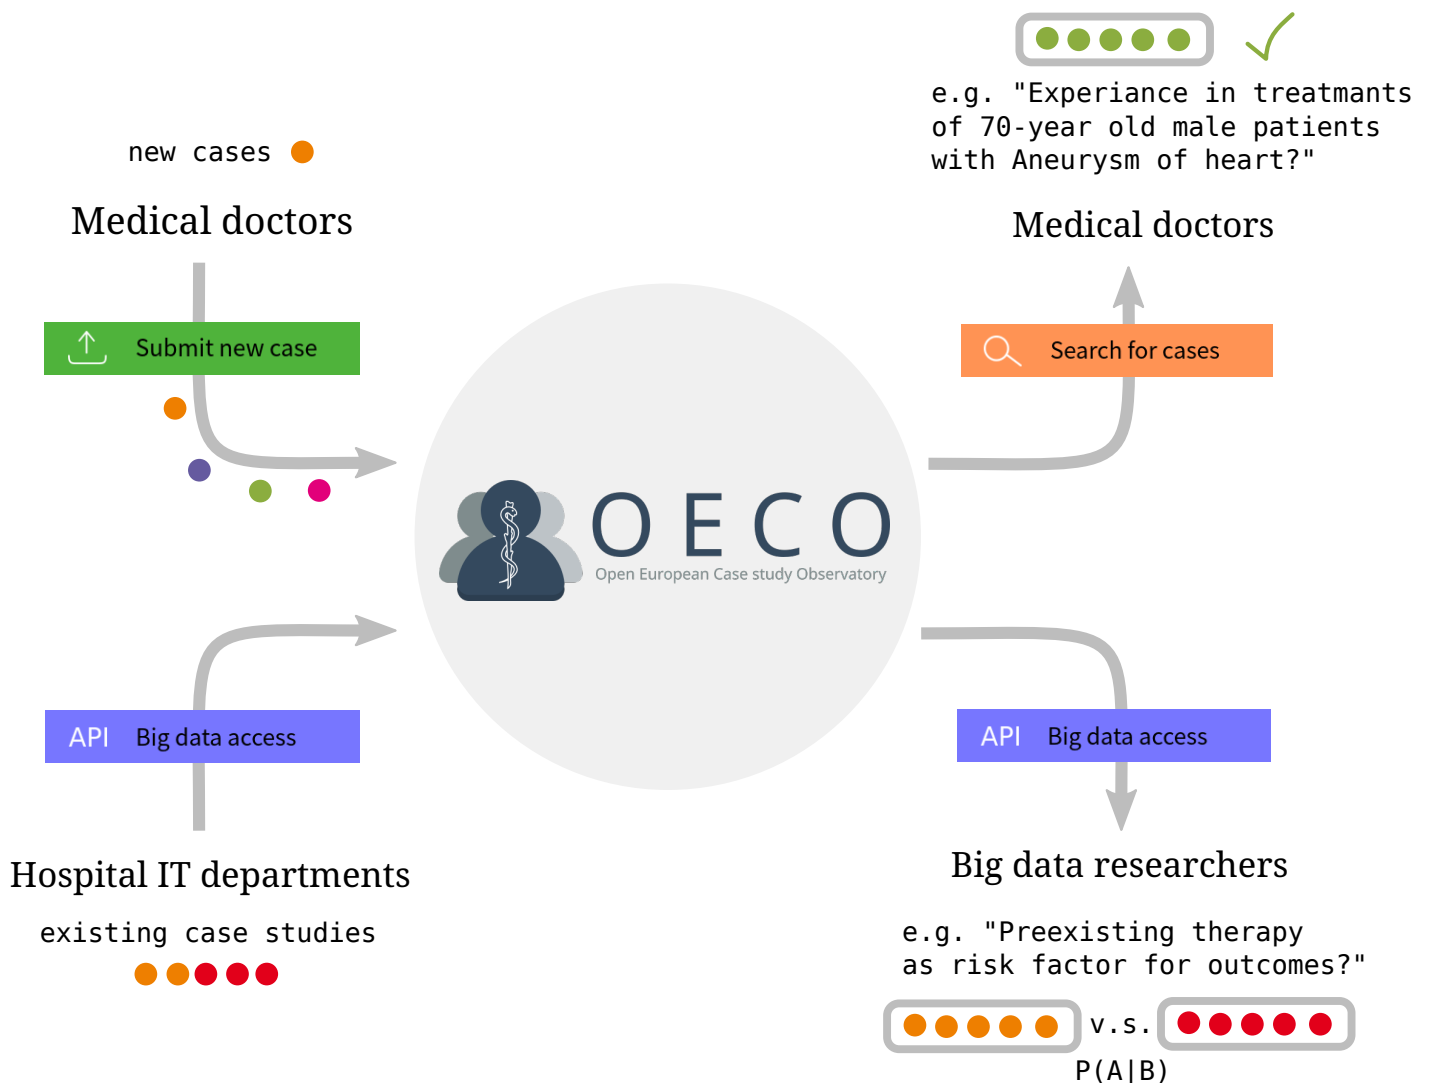 new cases
Medical doctors
Submit new case
e.g. "Experiance in treatmants
of 70-year old male patients
with Aneurysm of heart?"
Medical doctors
Search for cases
OECO
Open European Case study Observatory
API Big data access
Hospital IT departments
existing case studies
API Big data access
Big data researchers
e.g. "Preexisting therapy
as risk factor for outcomes?"
v.s.
P(A|B)